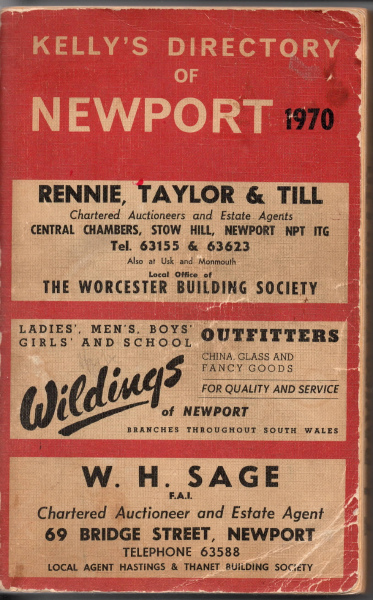 KELLY'S DIRECTORY
OF
NEWPORT 1970
RENNIE, TAYLOR & TILL
Chartered Auctioneers and Estate Agents
CENTRAL CHAMBERS, STOW HILL, NEWPORT NPT ITG
Tel. 63155 & 63623
Also at Usk and Monmouth
Local Office of
THE WORCESTER BUILDING SOCIETY
LADIES', MEN'S, BOYS'
GIRLS' AND SCHOOL
OUTFITTERS
CHINA, GLASS AND
FANCY GOODS
FOR QUALITY AND SERVICE
Wildings
of NEWPORT
BRANCHES THROUGHOUT SOUTH WALES
W. H. SAGE
F.A.I.
Chartered Auctioneer and Estate Agent
69 BRIDGE STREET, NEWPORT
TELEPHONE 63588
LOCAL AGENT HASTINGS & THANET BUILDING SOCIETY